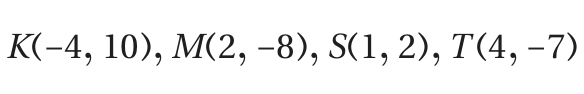 K(−4, 10), M(2, −8), S(1, 2), T(4, −7)